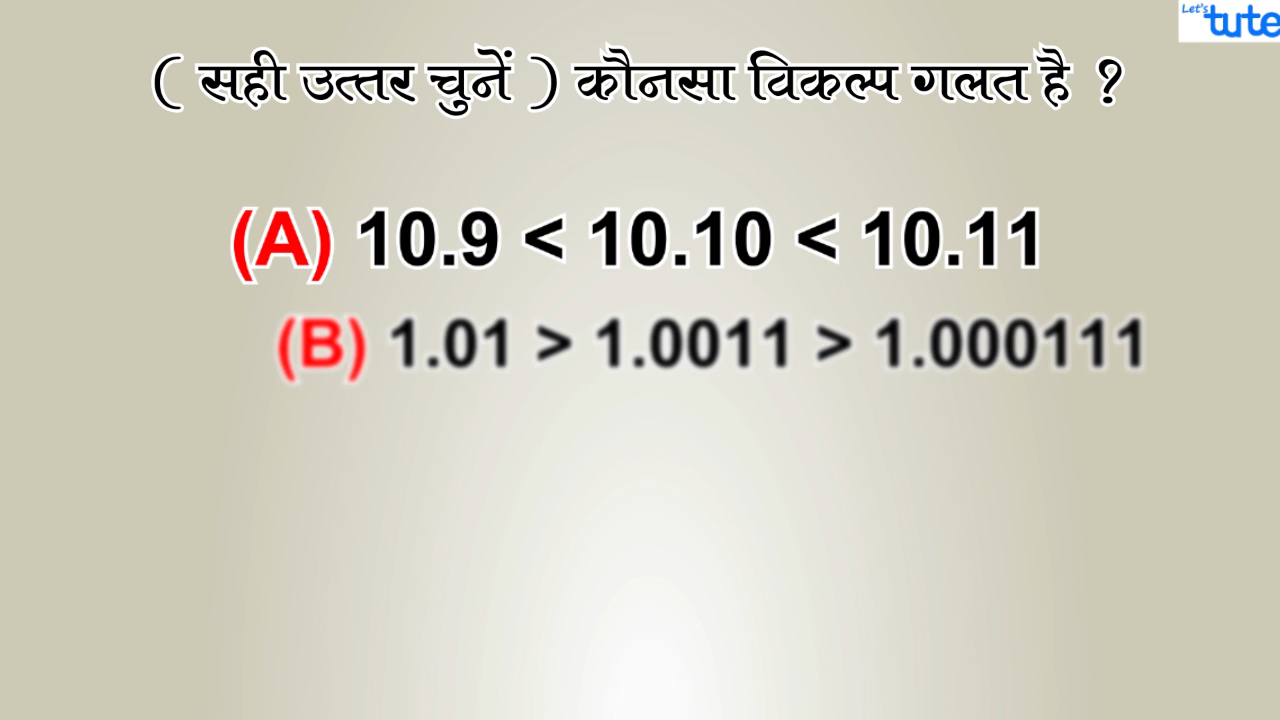 Let's
tute
( सही उत्तर चुनें ) कौनसा विकल्प गलत है ?
(A) 10.9 < 10.10 < 10.11
(B) 1.01 > 1.0011 > 1.000111